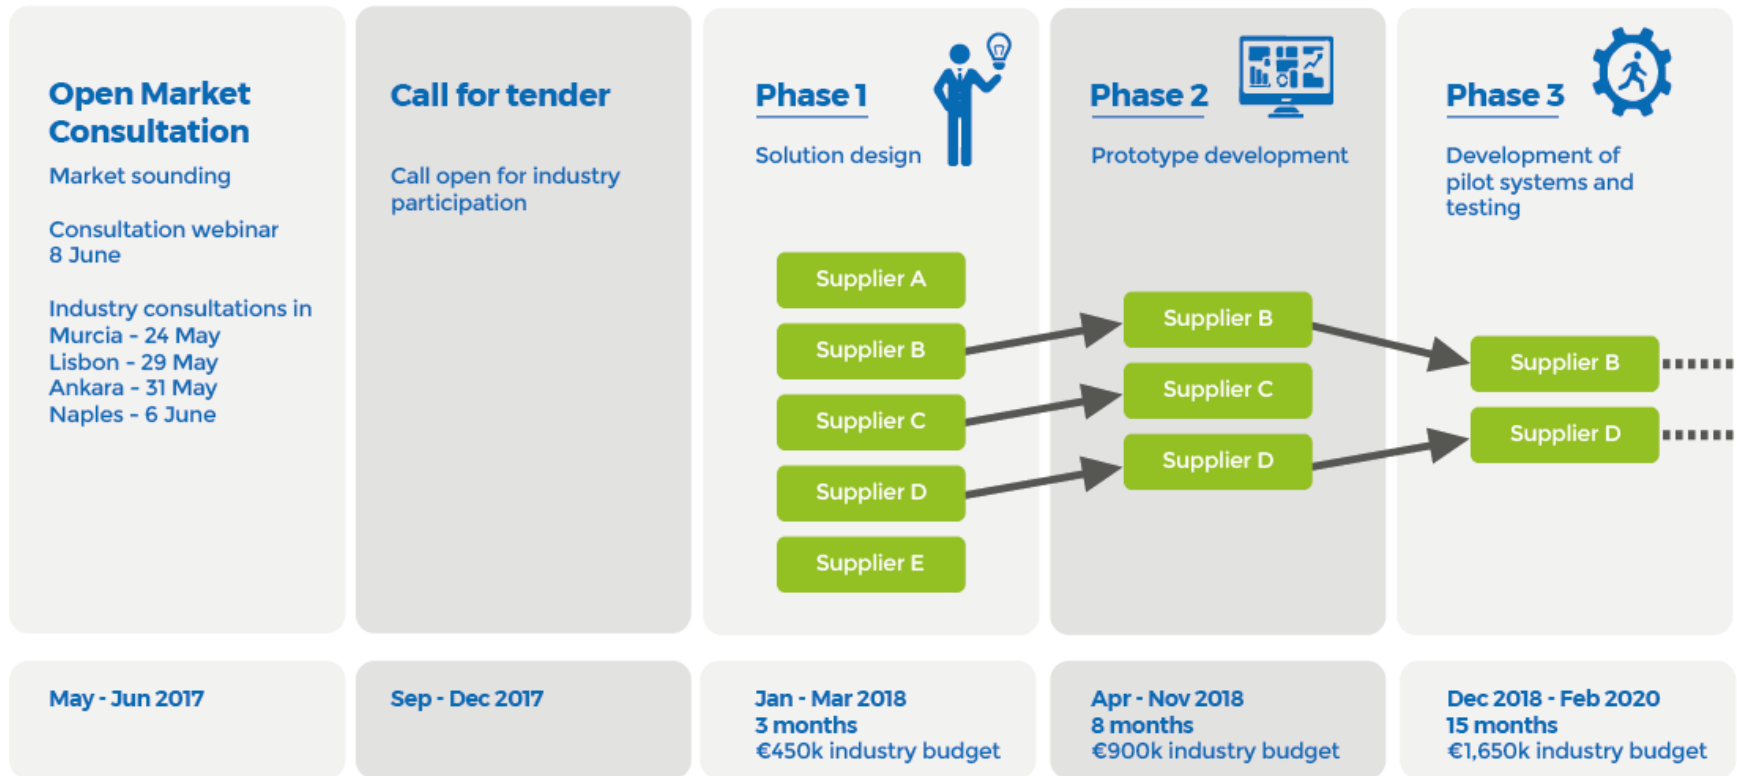 Open Market
Consultation
Market sounding
Consultation webinar
8 June
Industry consultations in
Murcia - 24 May
Lisbon - 29 May
Ankara - 31 May
Naples - 6 June
May - Jun 2017
Call for tender
Call open for industry
participation
Sep - Dec 2017
Phase 1
Solution design
Supplier A
Supplier B
Supplier C
Supplier D
Supplier E
Jan - Mar 2018
3 months
€450k industry budget
Phase 2
Prototype development
Supplier B
Supplier C
Supplier D
Apr - Nov 2018
8 months
€900k industry budget
Phase 3
Development of
pilot systems and
testing
Supplier B
Supplier D
Dec 2018 - Feb 2020
15 months
€1,650k industry budget